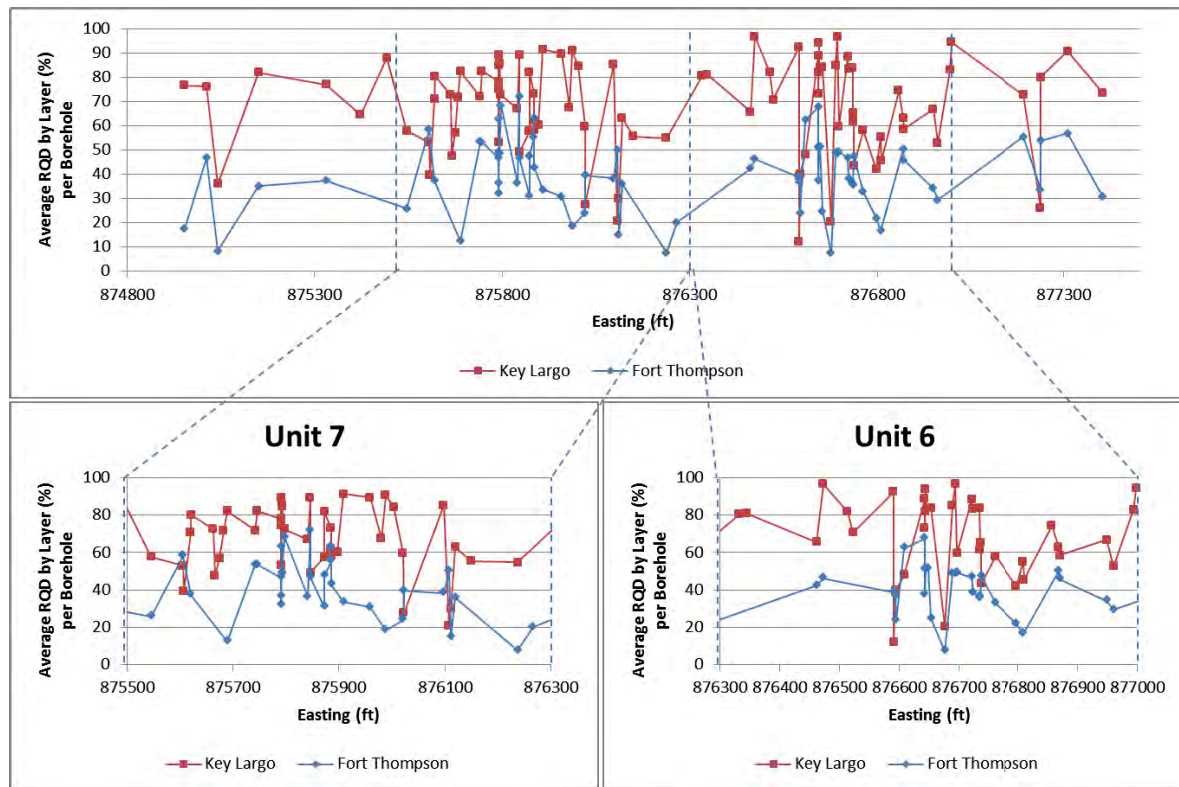 Average RQD by Layer (%)
per Borehole
100
90
80
70
60
50
40
30
20
10
0
874800 875300 875800 876300 876800 877300
Easting (ft)
Key Largo Fort Thompson
Unit 7
Average RQD by Layer (%)
per Borehole
100
80
60
40
20
0
875500 875700 875900 876100 876300
Easting (ft)
Key Largo Fort Thompson
Unit 6
Average RQD by Layer (%)
per Borehole
100
80
60
40
20
0
876300 876400 876500 876600 876700 876800 876900 877000
Easting (ft)
Key Largo Fort Thompson